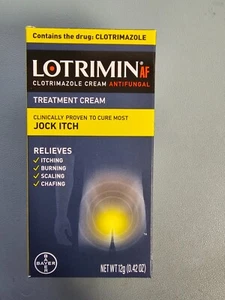 Contains the drug: CLOTRIMAZOLE
LOTRIMIN® AF
CLOTRIMAZOLE CREAM ANTIFUNGAL
TREATMENT CREAM
CLINICALLY PROVEN TO CURE MOST
JOCK ITCH
RELIEVES
✓ ITCHING
✓ BURNING
✓ SCALING
✓ CHAFING
BAYER
NET WT 12g (0.42 OZ)